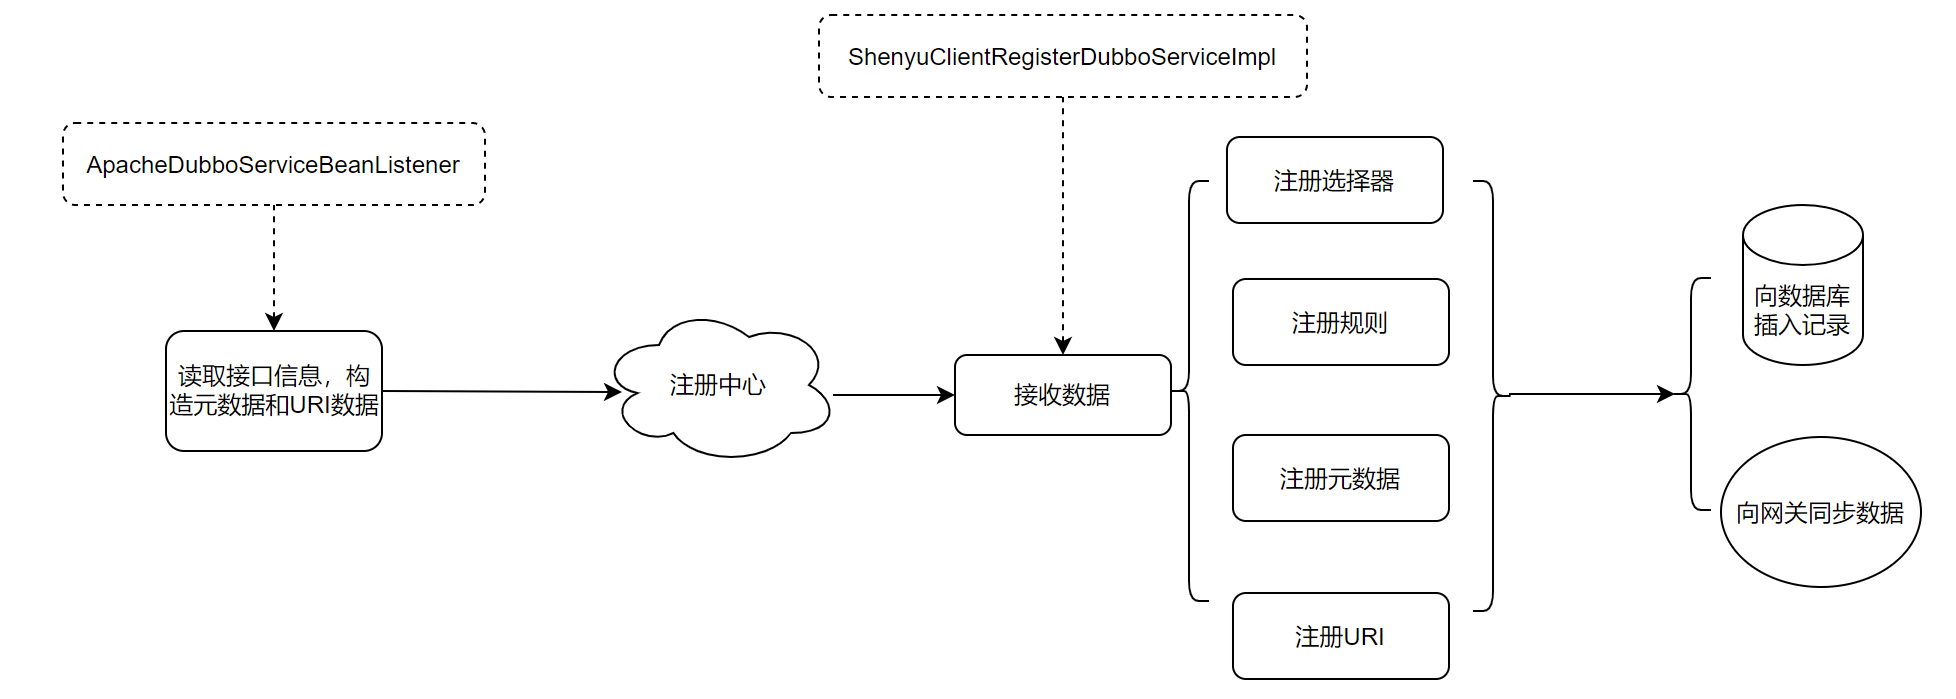 ShenyuClientRegisterDubboServiceImpl
ApacheDubboServiceBeanListener
读取接口信息，构
造元数据和URI数据
注册中心
接收数据
注册选择器
注册规则
注册元数据
注册URI
向数据库
插入记录
向网关同步数据